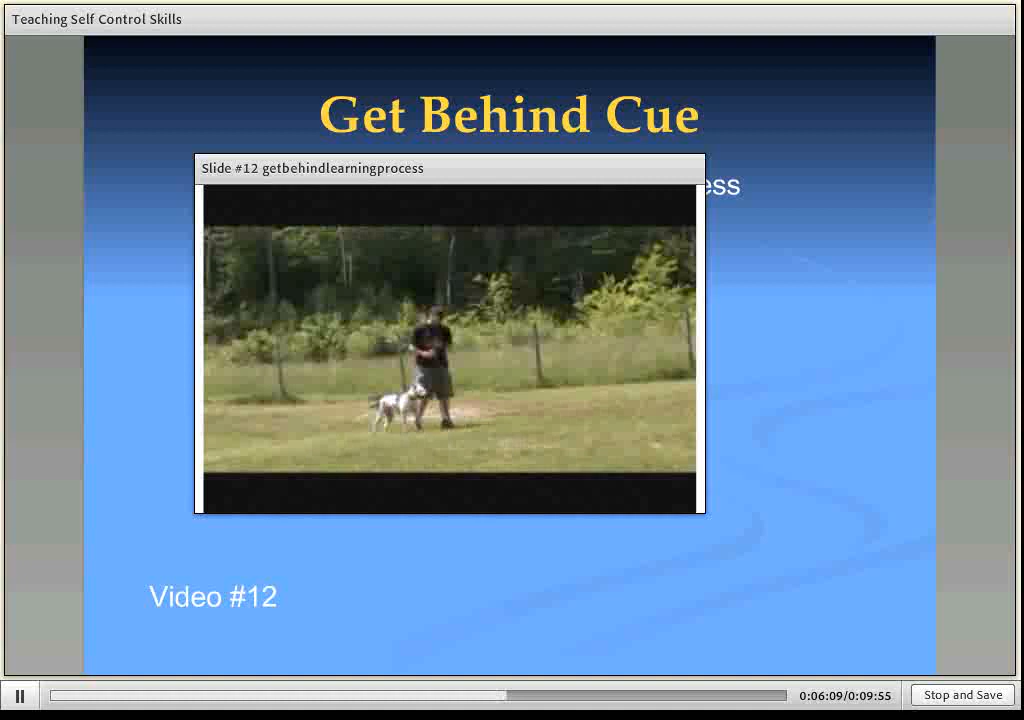 Teaching Self Control Skills
Get Behind Cue
Slide #12 getbehindlearningprocess
ess
Video #12
0:06:09/0:09:55
Stop and Save